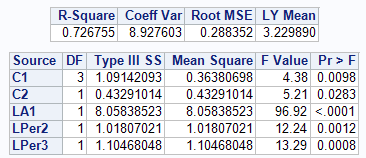 R-Square Coeff Var Root MSE LY Mean
0.726755 8.927603 0.288352 3.229890
Source DF Type III SS Mean Square F Value Pr > F
C1 3 1.09142093 0.36380698 4.38 0.0098
C2 1 0.43291014 0.43291014 5.21 0.0283
LA1 1 8.05838523 8.05838523 96.92 <.0001
LPer2 1 1.01807021 1.01807021 12.24 0.0012
LPer3 1 1.10468048 1.10468048 13.29 0.0008